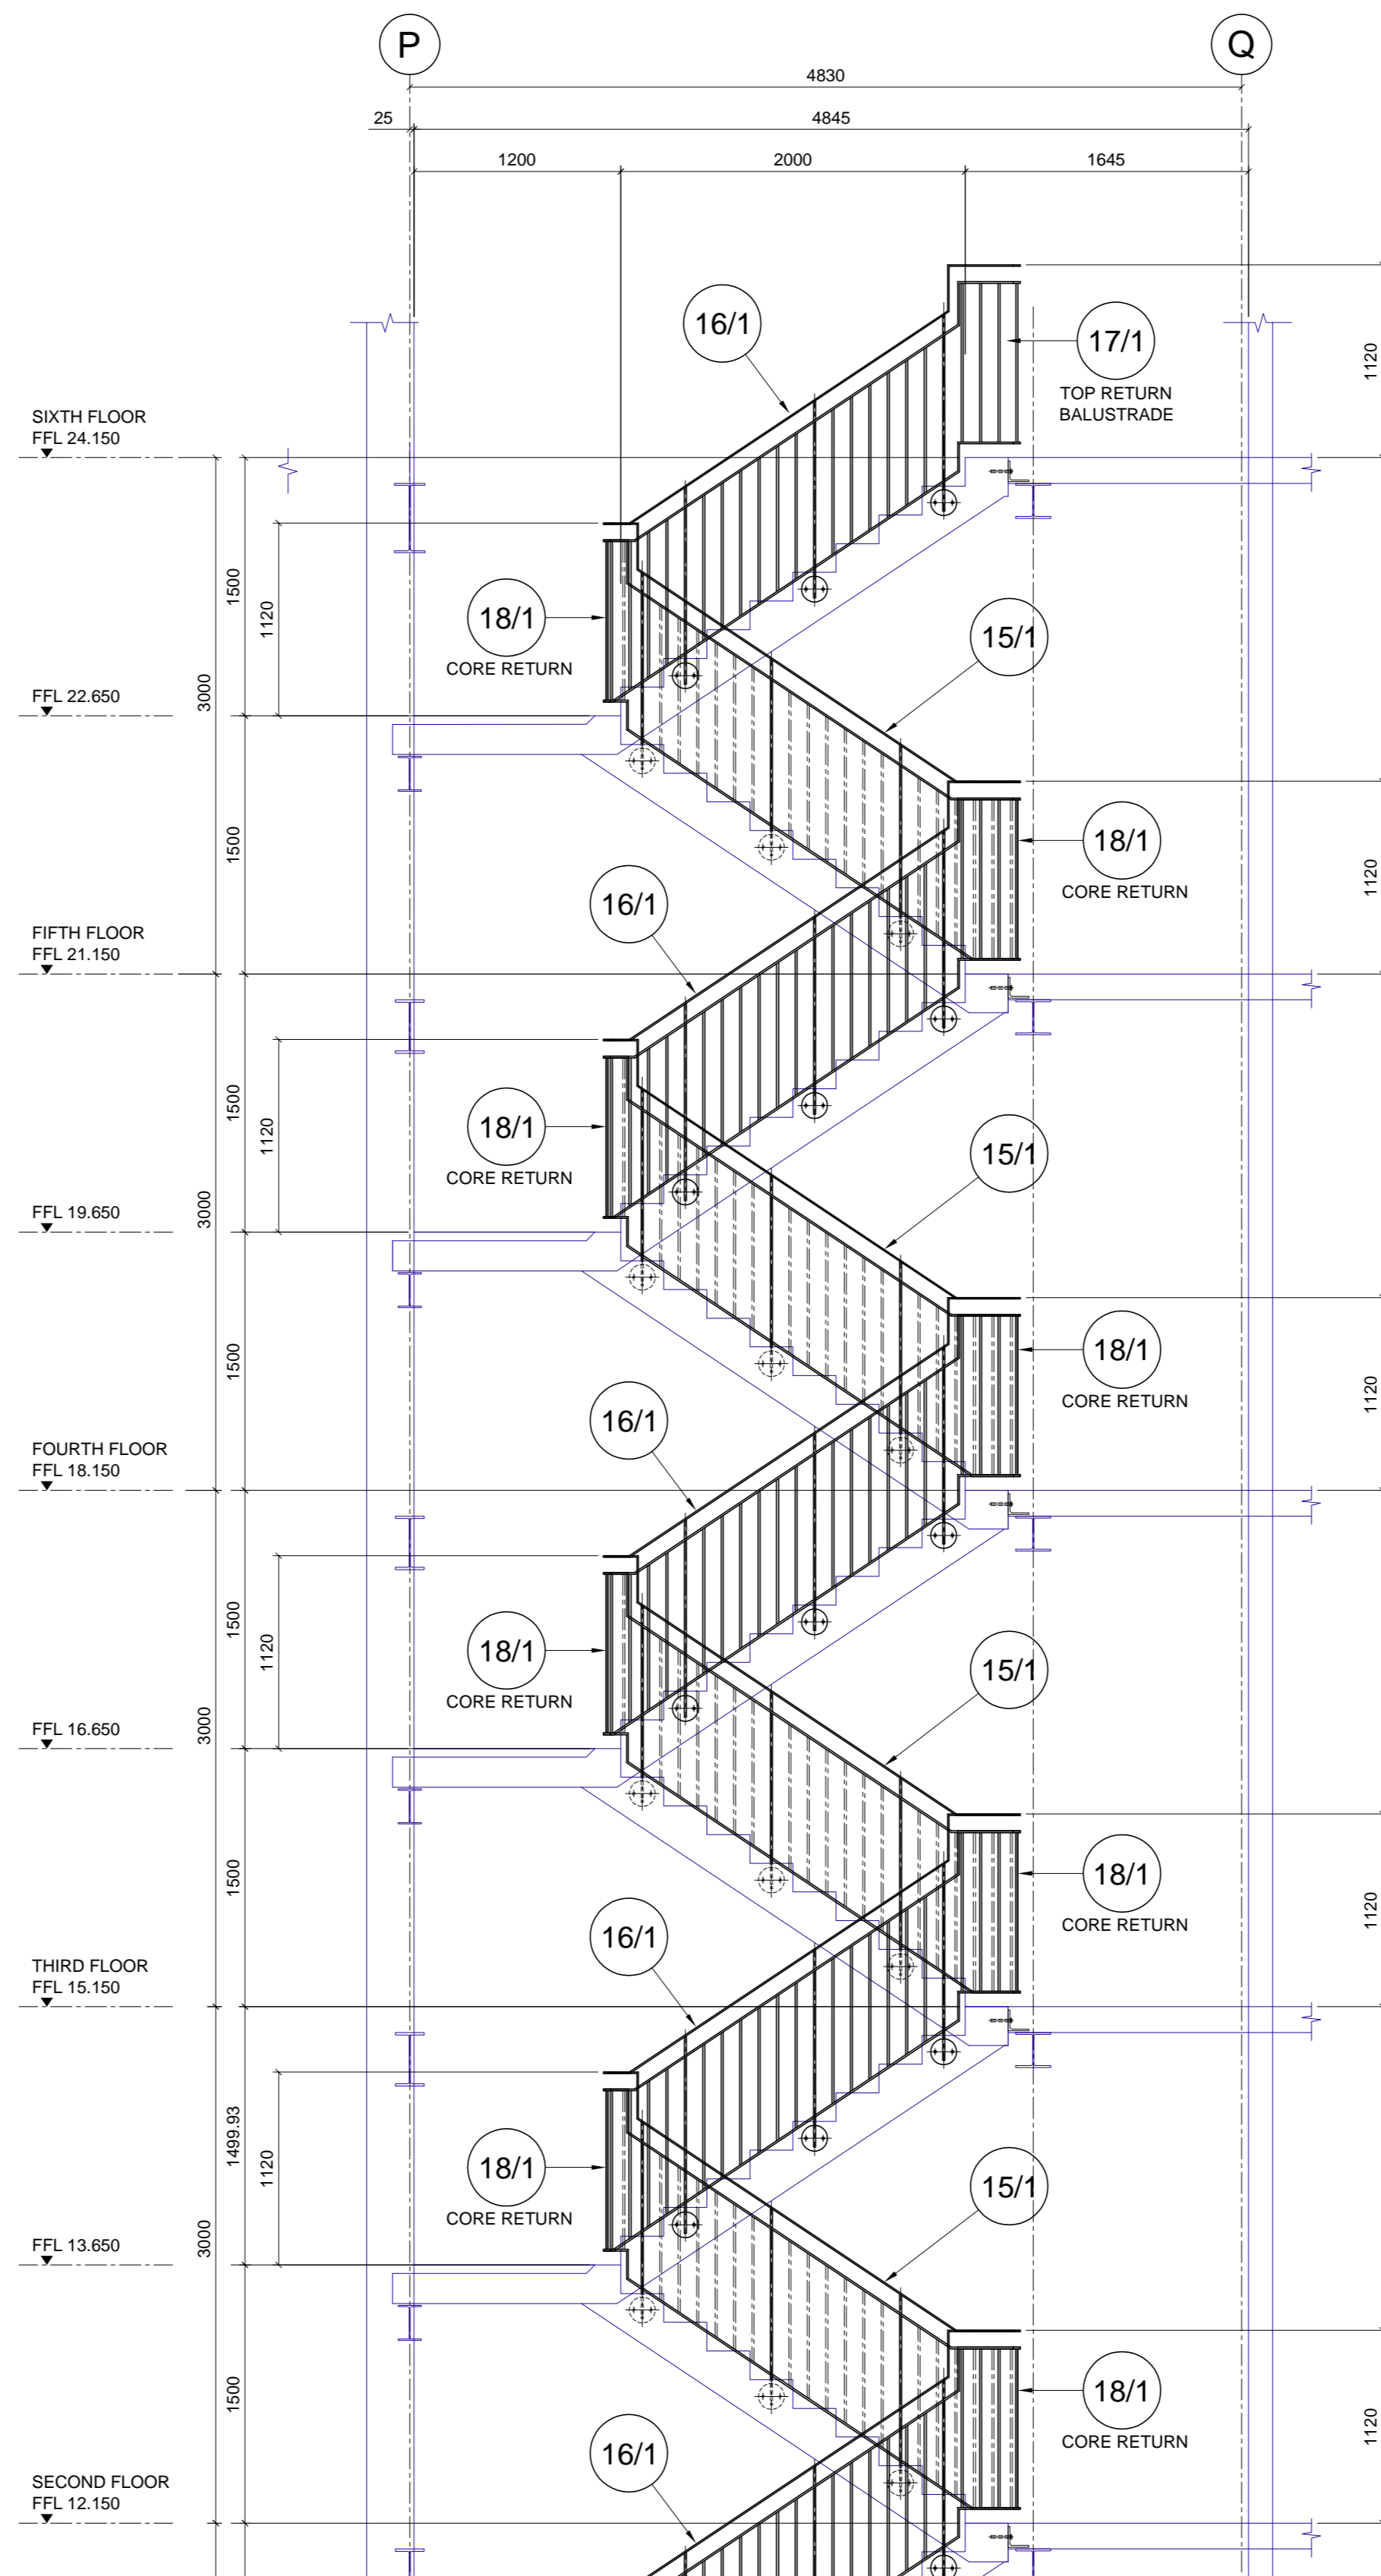 P
Q
4830
25
4845
1200
2000
1645
16/1
17/1
TOP RETURN
BALUSTRADE
1120
SIXTH FLOOR
FFL 24.150
1500
1120
3000
18/1
CORE RETURN
15/1
FFL 22.650
1500
18/1
CORE RETURN
1120
16/1
FIFTH FLOOR
FFL 21.150
1500
1120
3000
18/1
CORE RETURN
15/1
FFL 19.650
1500
18/1
CORE RETURN
1120
16/1
FOURTH FLOOR
FFL 18.150
1500
1120
3000
18/1
CORE RETURN
15/1
FFL 16.650
1500
18/1
CORE RETURN
1120
16/1
THIRD FLOOR
FFL 15.150
1499.93
1120
3000
18/1
CORE RETURN
15/1
FFL 13.650
1500
18/1
CORE RETURN
1120
16/1
SECOND FLOOR
FFL 12.150